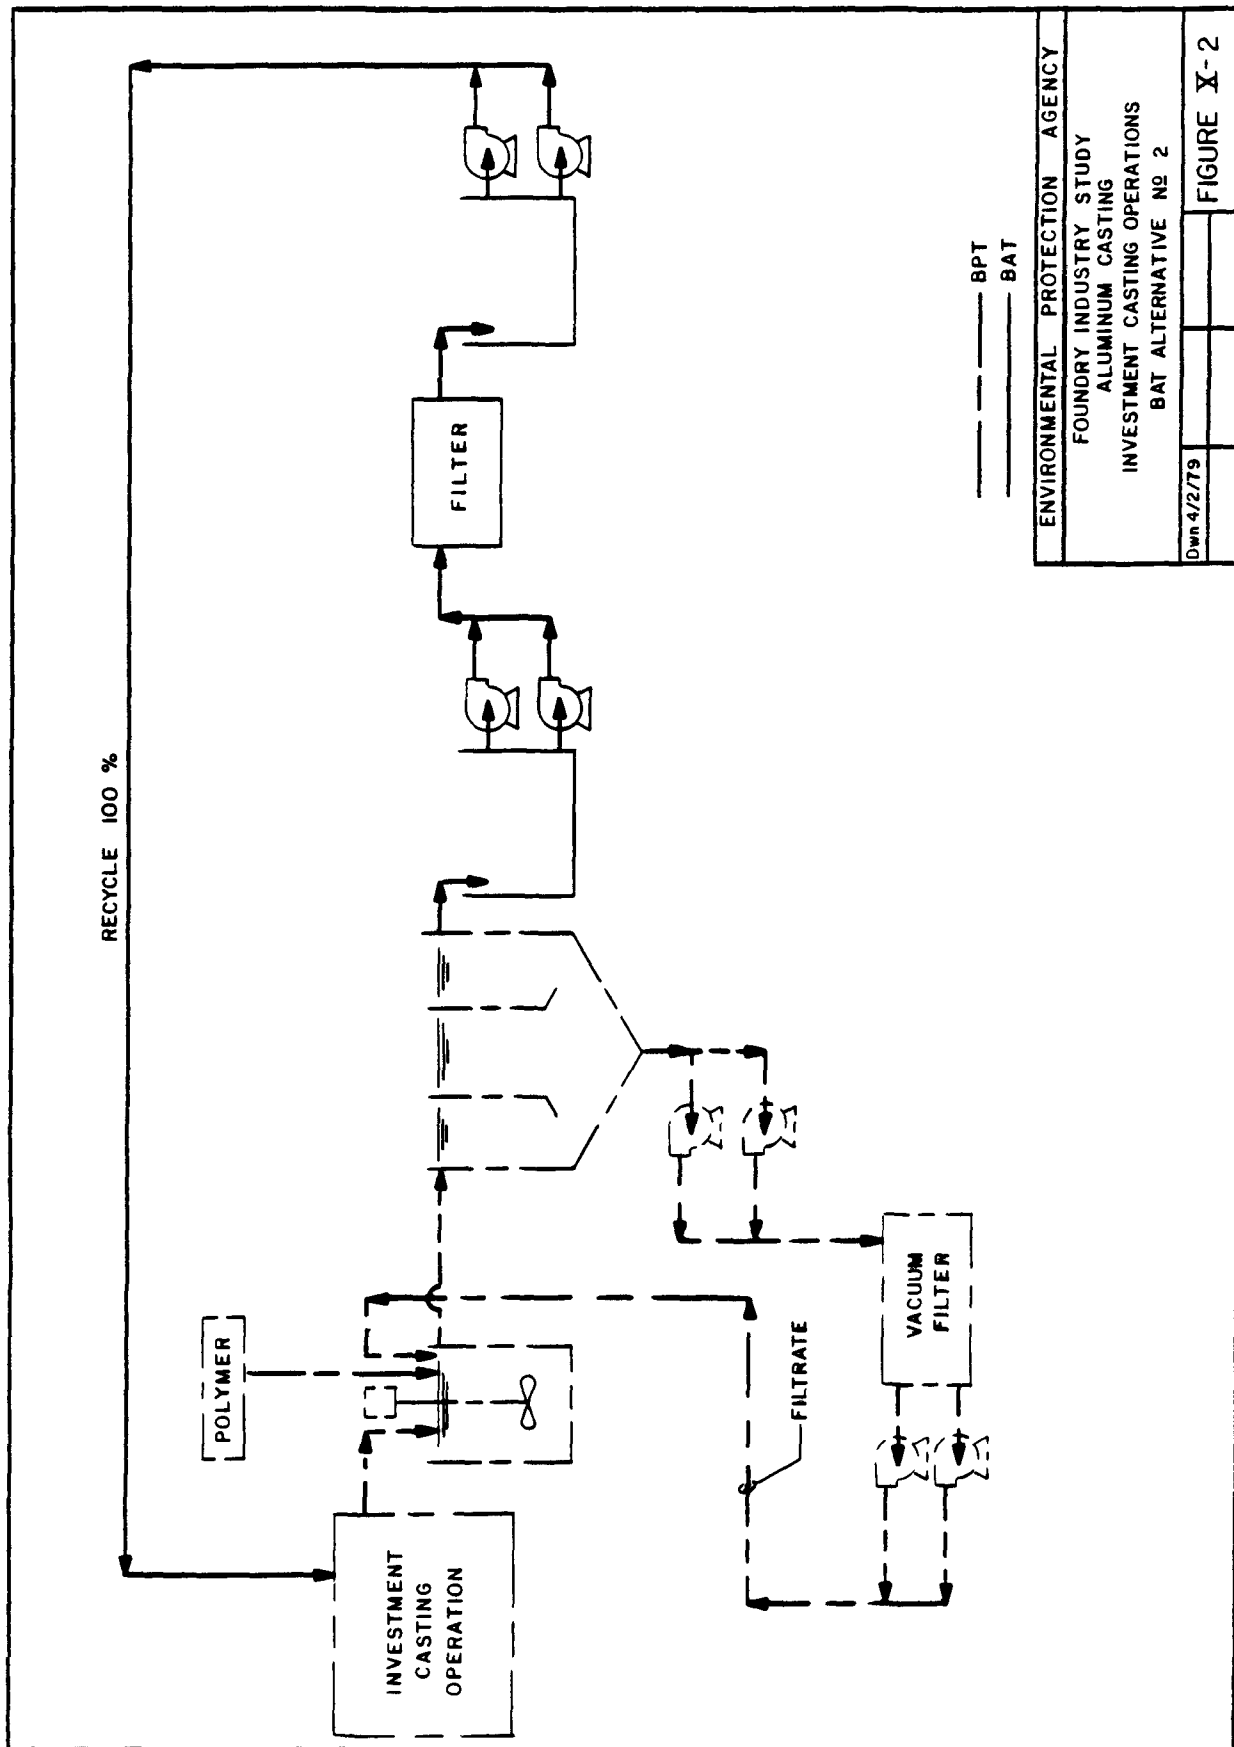 RECYCLE 100 %
POLYMER
INVESTMENT
CASTING
OPERATION
FILTER
VACUUM
FILTER
FILTRATE
BPT
BAT
ENVIRONMENTAL PROTECTION AGENCY
FOUNDRY INDUSTRY STUDY
ALUMINUM CASTING
INVESTMENT CASTING OPERATIONS
BAT ALTERNATIVE Nº 2
Dwn 4/2/79
FIGURE X-2